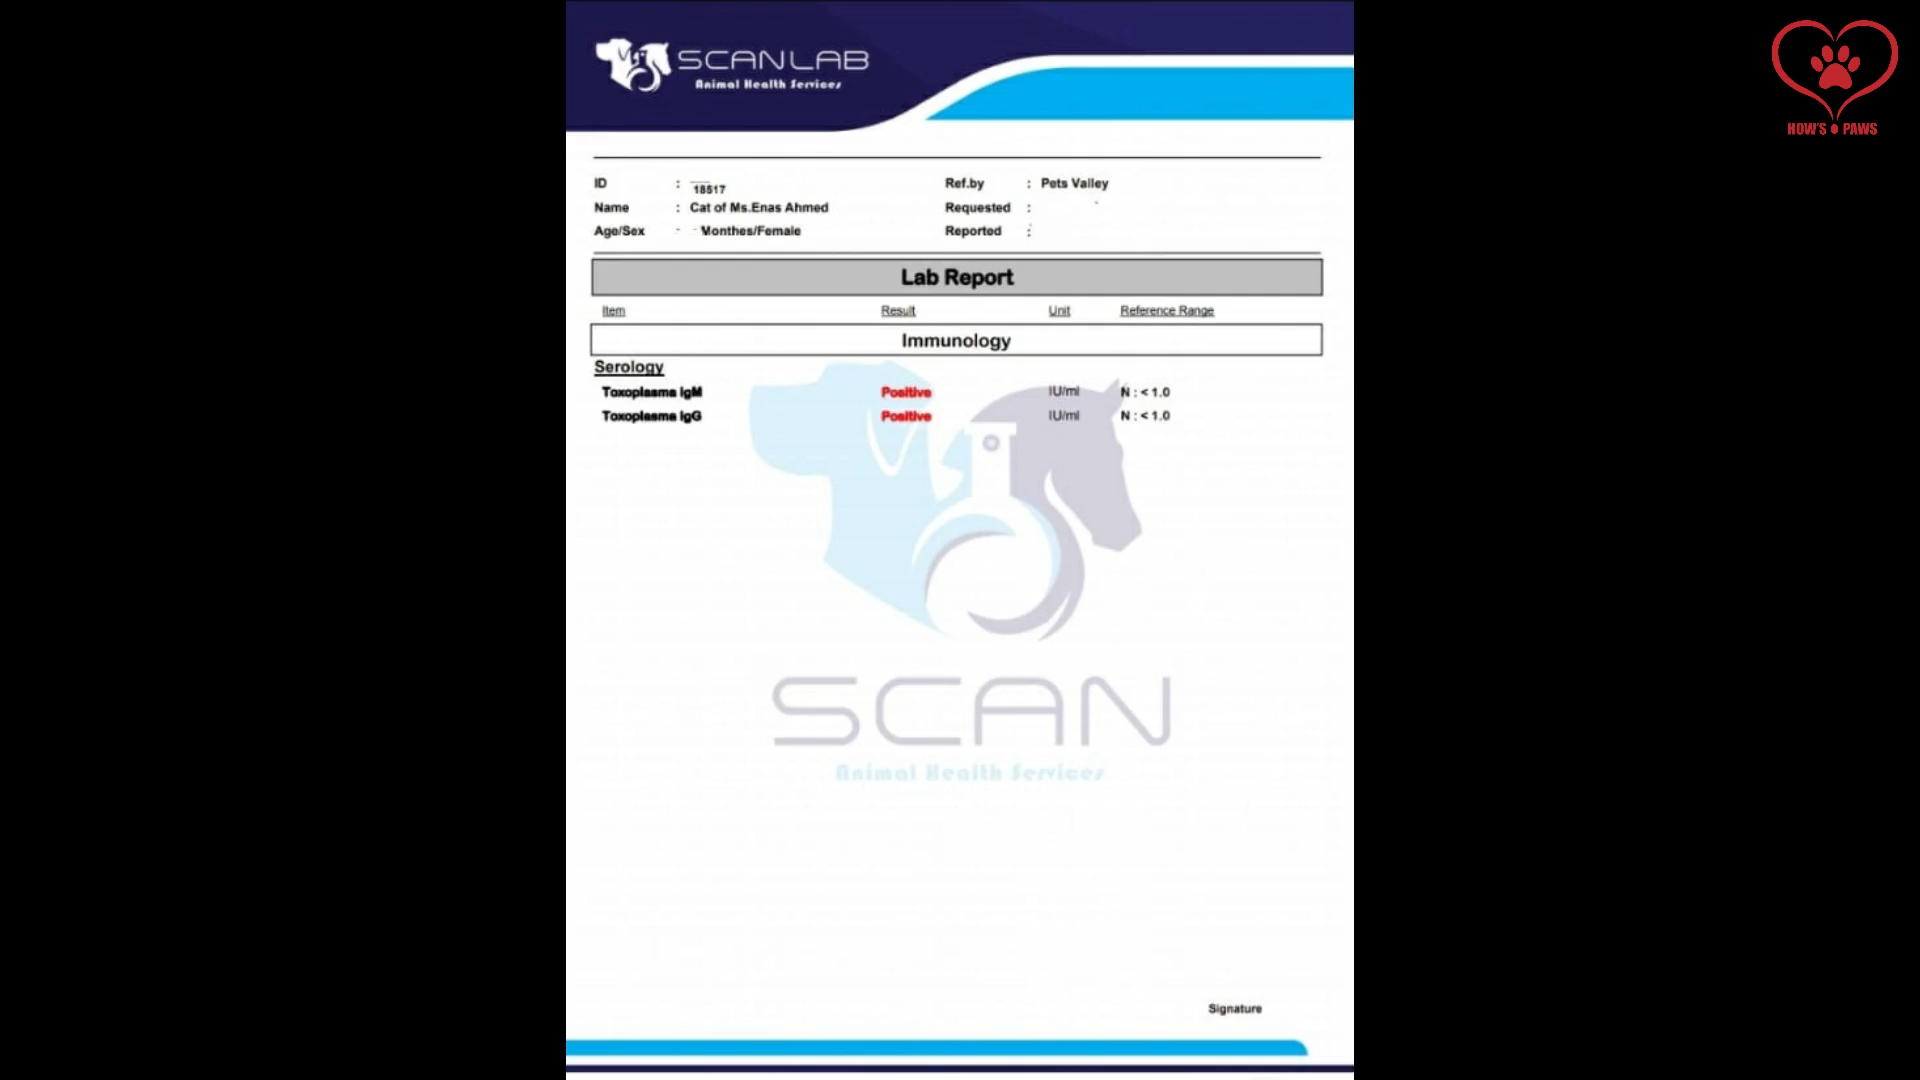 SCANLAB
Animal Health Services
HOW'S PAWS
ID : 18517
Ref.by : Pets Valley
Name : Cat of Ms.Enas Ahmed
Requested :
Age/Sex Monthes/Female
Reported :
Lab Report
Item Result Unit Reference Range
Immunology
Serology
Toxoplasma IgM Positive IU/ml N : < 1.0
Toxoplasma IgG Positive IU/ml N : < 1.0
SCAN
Animal Health Services
Signature